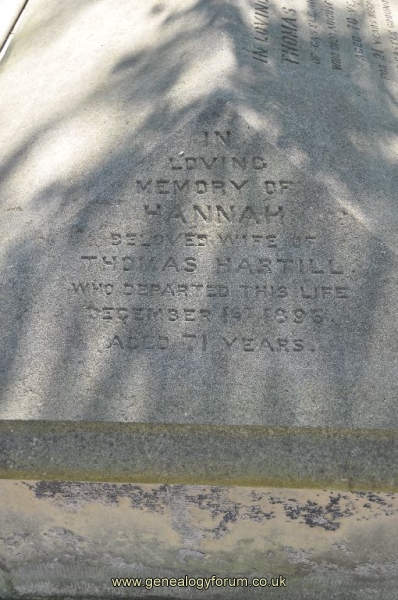 IN
LOVING
MEMORY OF
HANNAH
BELOVED WIFE OF
THOMAS HARTILL
WHO DEPARTED THIS LIFE
DECEMBER 1ST 1896.
AGED 71 YEARS.
IN LOVING
THOMAS
www.genealogyforum.co.uk